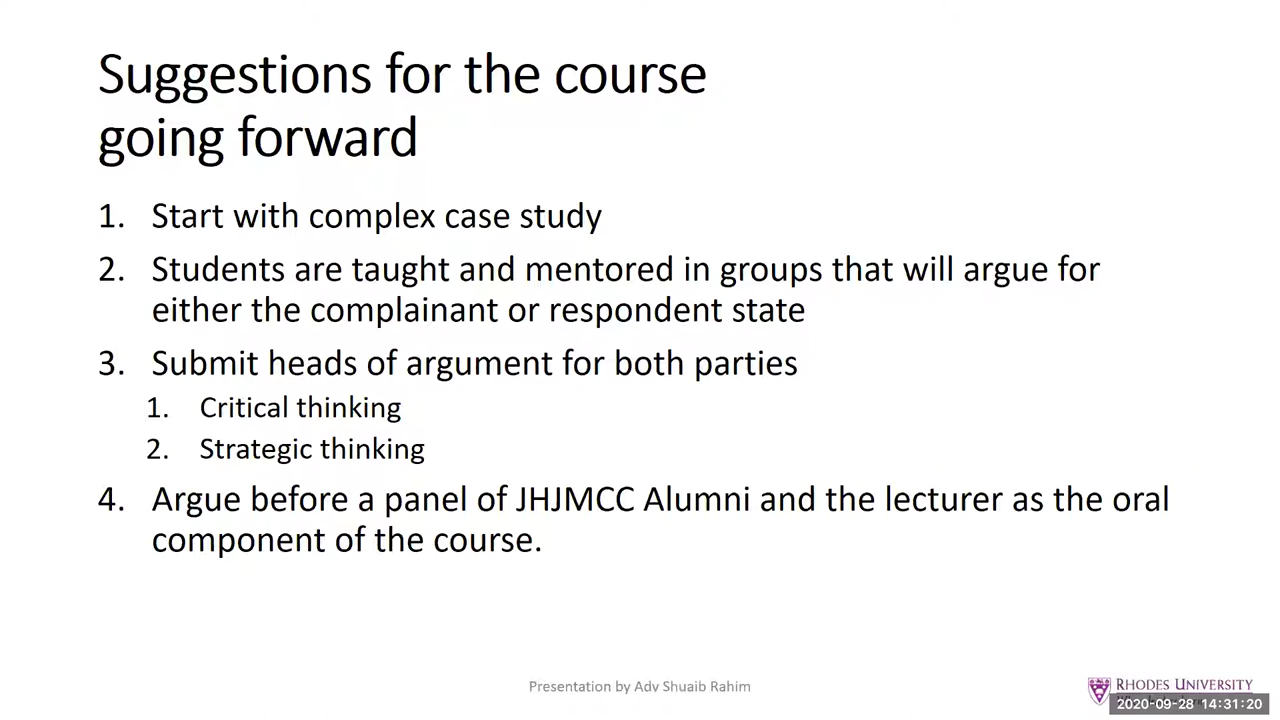 Suggestions for the course
going forward
1. Start with complex case study
2. Students are taught and mentored in groups that will argue for
either the complainant or respondent state
3. Submit heads of argument for both parties
1. Critical thinking
2. Strategic thinking
4. Argue before a panel of JHJMCC Alumni and the lecturer as the oral
component of the course.
Presentation by Adv Shuaib Rahim
RHODES UNIVERSITY
2020-09-28 14:31:20